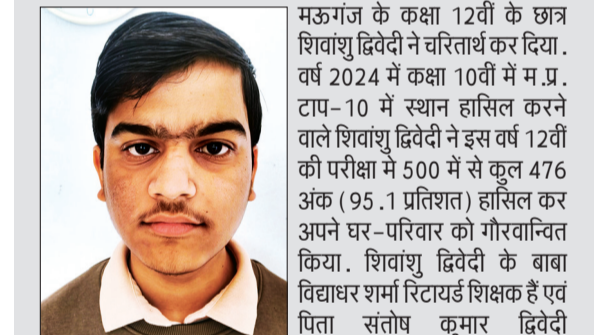 मऊगंज के कक्षा 12वीं के छात्र
शिवांशु द्विवेदी ने चरितार्थ कर दिया.
वर्ष 2024 में कक्षा 10वीं में म.प्र.
टाप-10 में स्थान हासिल करने
वाले शिवांशु द्विवेदी ने इस वर्ष 12वीं
की परीक्षा मे 500 में से कुल 476
अंक (95.1 प्रतिशत) हासिल कर
अपने घर-परिवार को गौरवान्वित
किया. शिवांशु द्विवेदी के बाबा
विद्याधर शर्मा रिटायर्ड शिक्षक हैं एवं
पिता संतोष कुमार द्विवेदी